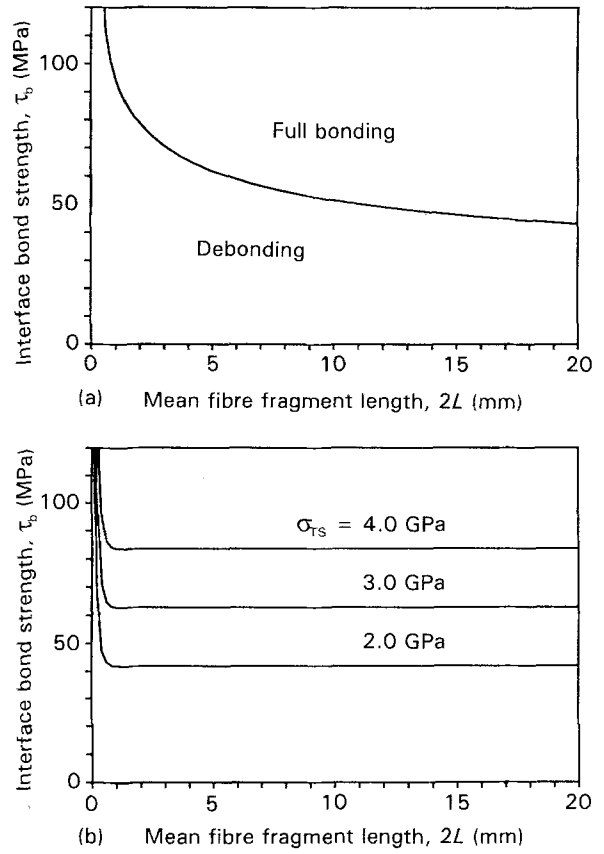 Interface bond strength, τb (MPa)
100
50
0
Full bonding
Debonding
0 5 10 15 20
(a) Mean fibre fragment length, 2L (mm)
Interface bond strength, τb (MPa)
100
50
0
σTS = 4.0 GPa
3.0 GPa
2.0 GPa
0 5 10 15 20
(b) Mean fibre fragment length, 2L (mm)